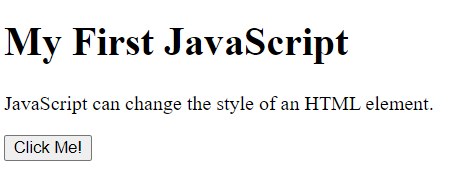 My First JavaScript
JavaScript can change the style of an HTML element.
Click Me!